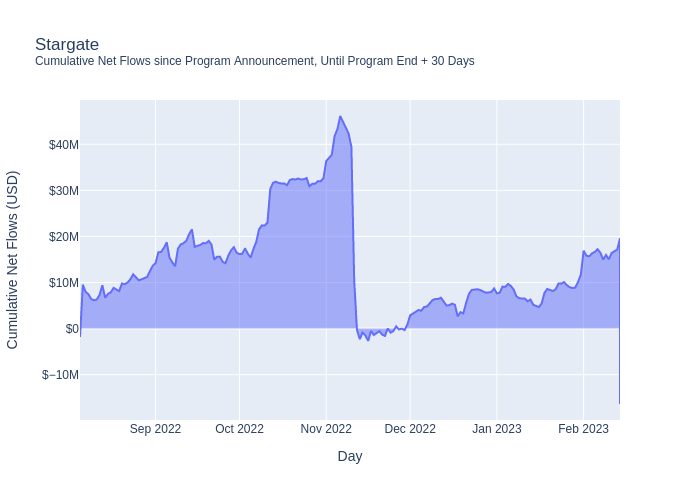 Stargate
Cumulative Net Flows since Program Announcement, Until Program End + 30 Days
Cumulative Net Flows (USD)
$40M
$30M
$20M
$10M
$0
$−10M
Sep 2022
Oct 2022
Nov 2022
Dec 2022
Jan 2023
Feb 2023
Day